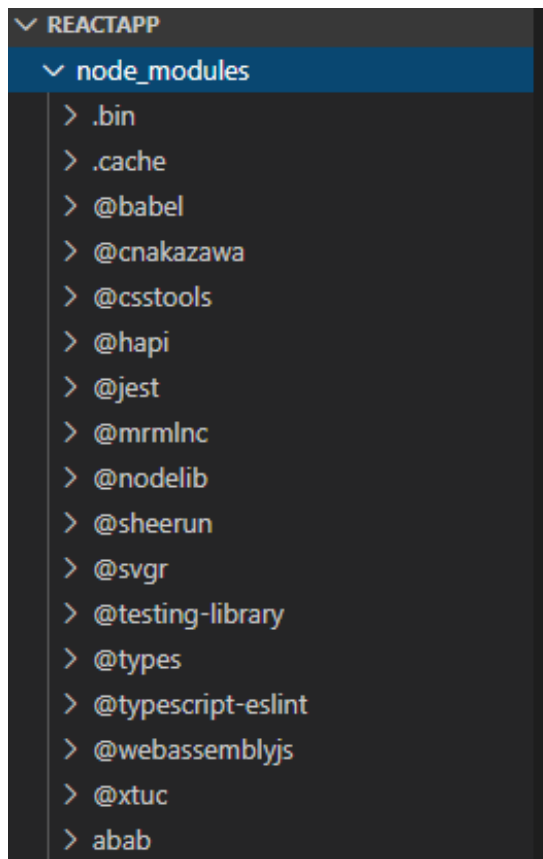 REACTAPP
node_modules
.bin
.cache
@babel
@cnakazawa
@csstools
@hapi
@jest
@mrmlnc
@nodelib
@sheerun
@svgr
@testing-library
@types
@typescript-eslint
@webassemblyjs
@xtuc
abab